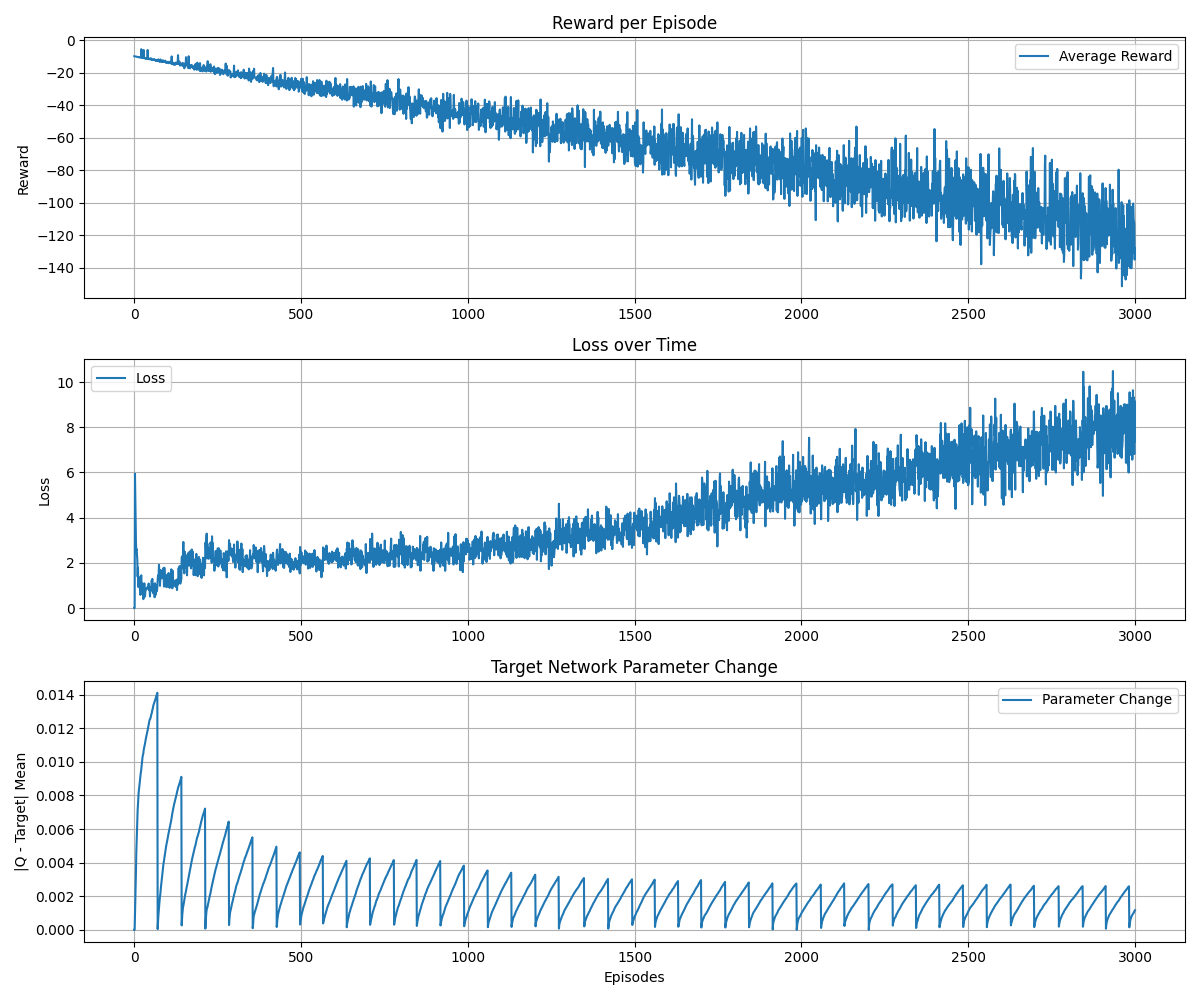 Reward per Episode
0
−20
−40
−60
−80
−100
−120
−140
Reward
Average Reward
0 500 1000 1500 2000 2500 3000
Loss over Time
10
8
6
4
2
0
Loss
Loss
0 500 1000 1500 2000 2500 3000
Target Network Parameter Change
0.014
0.012
0.010
0.008
0.006
0.004
0.002
0.000
|Q - Target| Mean
Parameter Change
0 500 1000 1500 2000 2500 3000
Episodes